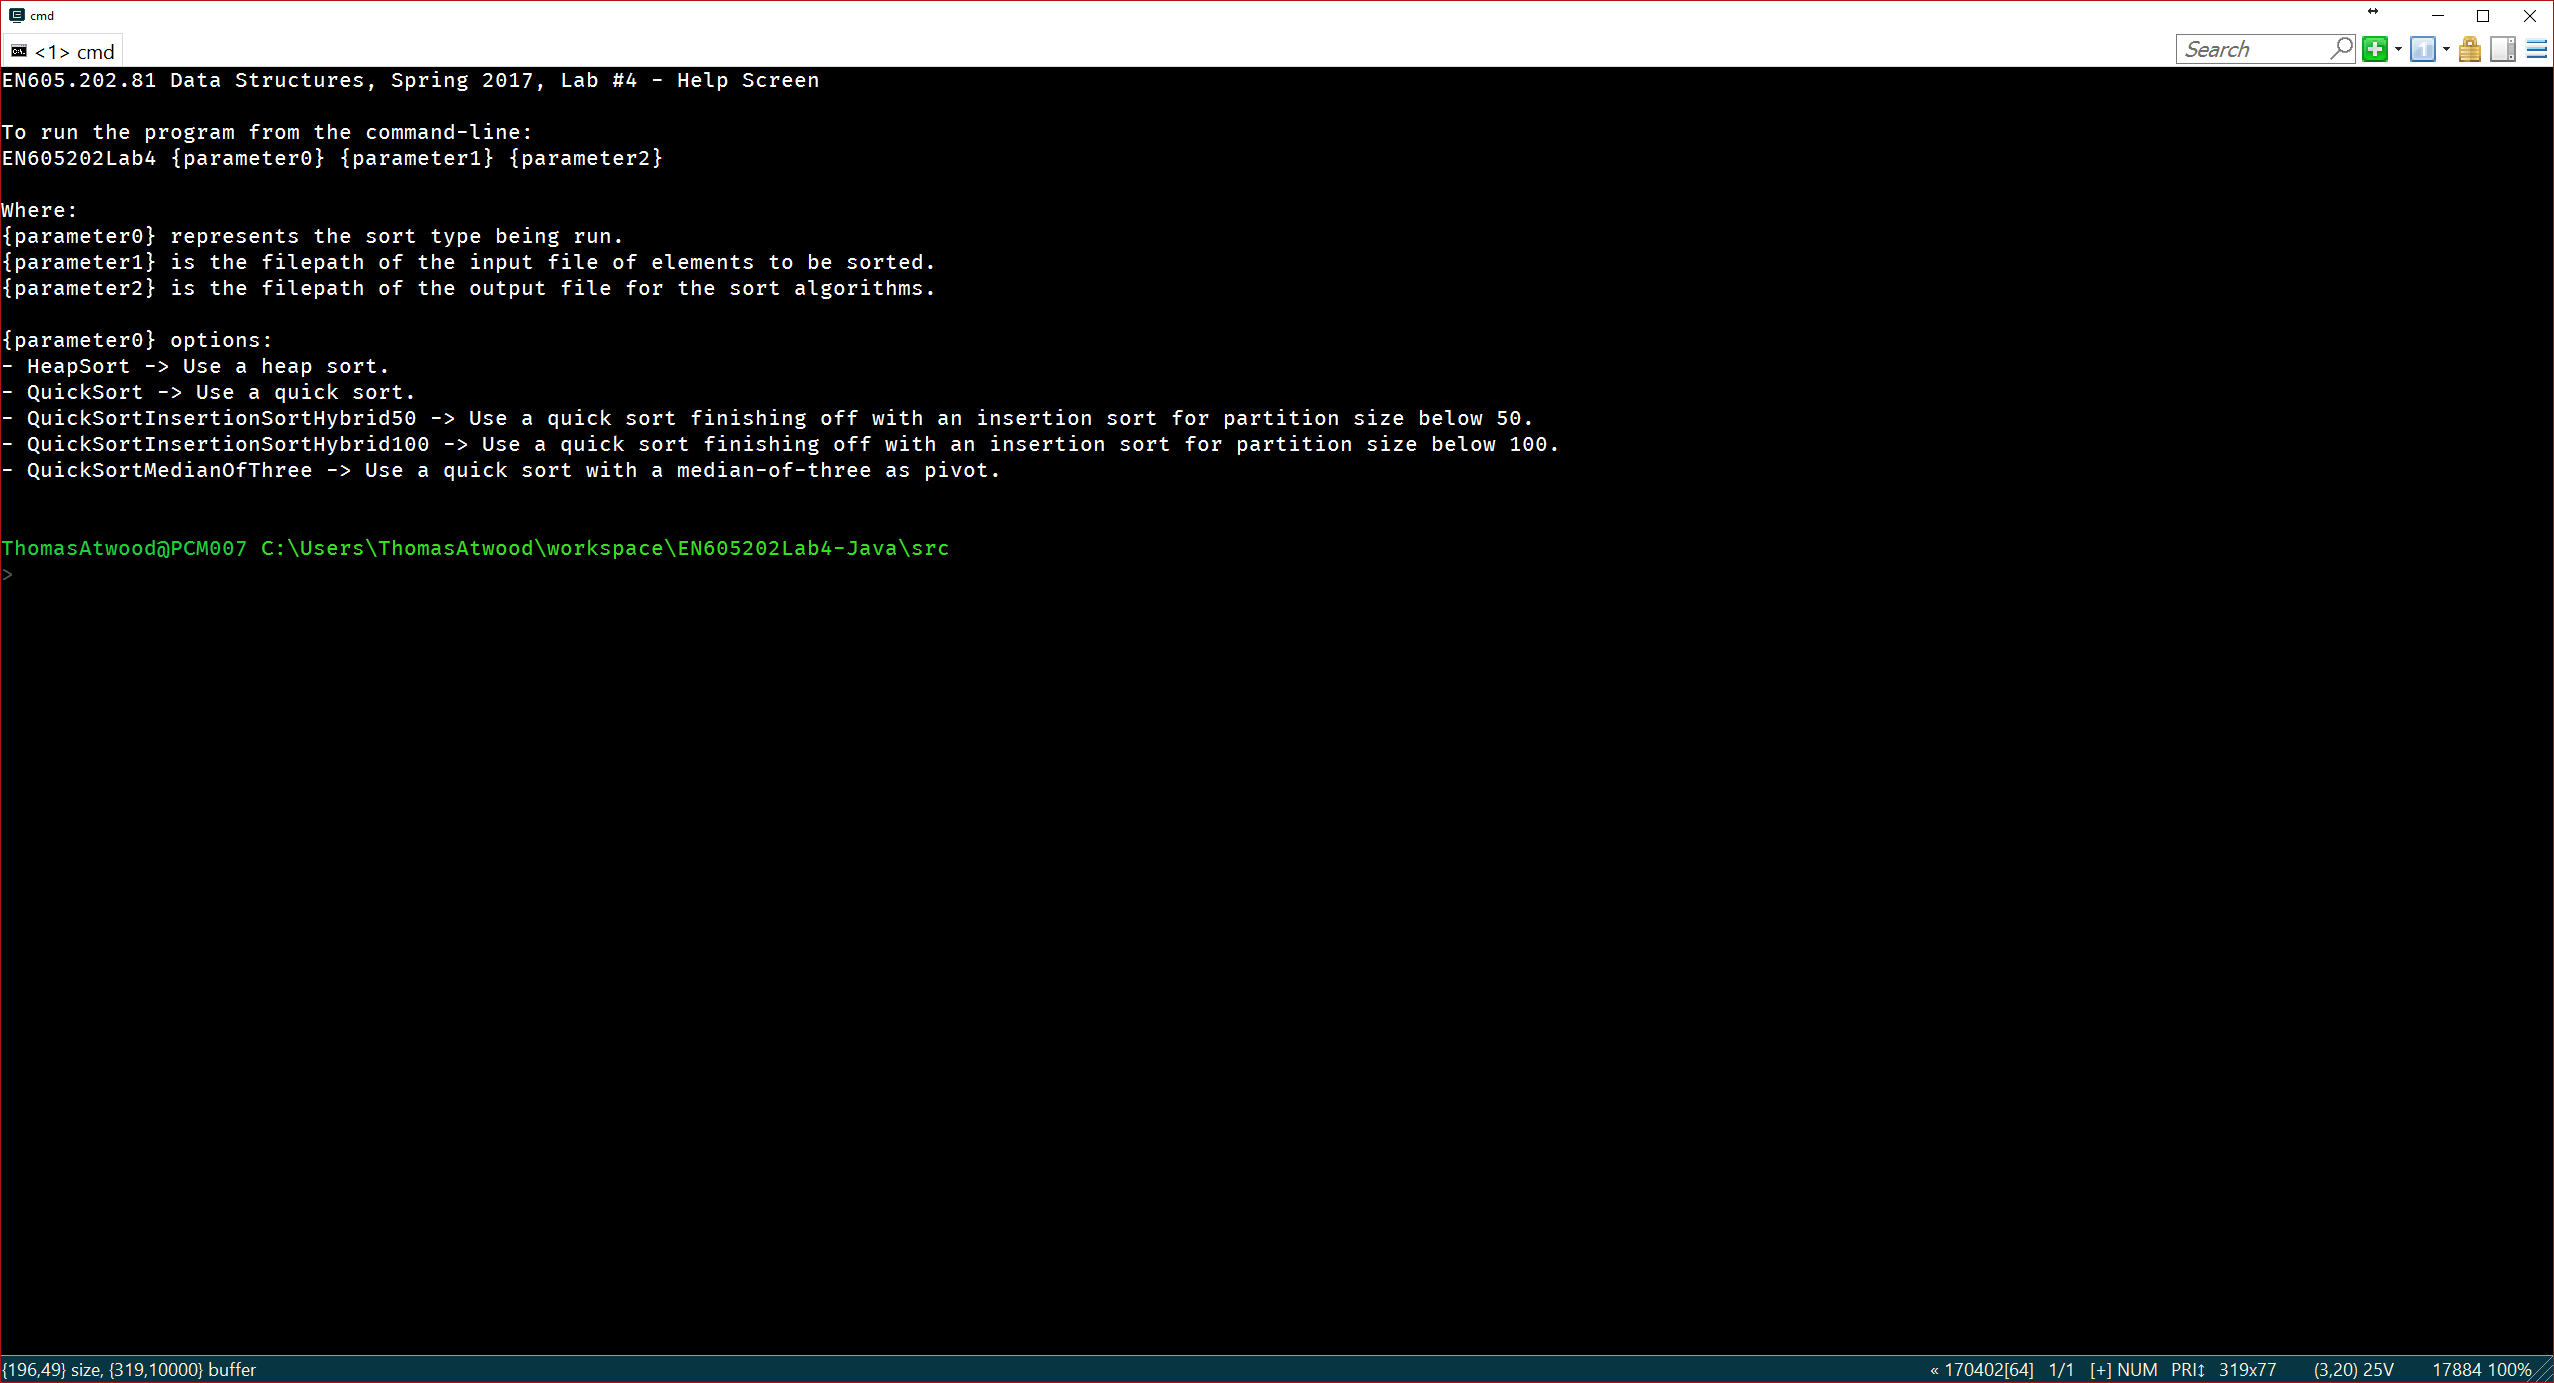 cmd
<1> cmd
Search
EN605.202.81 Data Structures, Spring 2017, Lab #4 - Help Screen
To run the program from the command-line:
EN605202Lab4 {parameter0} {parameter1} {parameter2}
Where:
{parameter0} represents the sort type being run.
{parameter1} is the filepath of the input file of elements to be sorted.
{parameter2} is the filepath of the output file for the sort algorithms.
{parameter0} options:
- HeapSort -> Use a heap sort.
- QuickSort -> Use a quick sort.
- QuickSortInsertionSortHybrid50 -> Use a quick sort finishing off with an insertion sort for partition size below 50.
- QuickSortInsertionSortHybrid100 -> Use a quick sort finishing off with an insertion sort for partition size below 100.
- QuickSortMedianOfThree -> Use a quick sort with a median-of-three as pivot.
ThomasAtwood@PCM007 C:\Users\ThomasAtwood\workspace\EN605202Lab4-Java\src
>
{196,49} size, {319,10000} buffer « 170402[64] 1/1 [+] NUM PRI↕ 319x77 (3,20) 25V 17884 100%